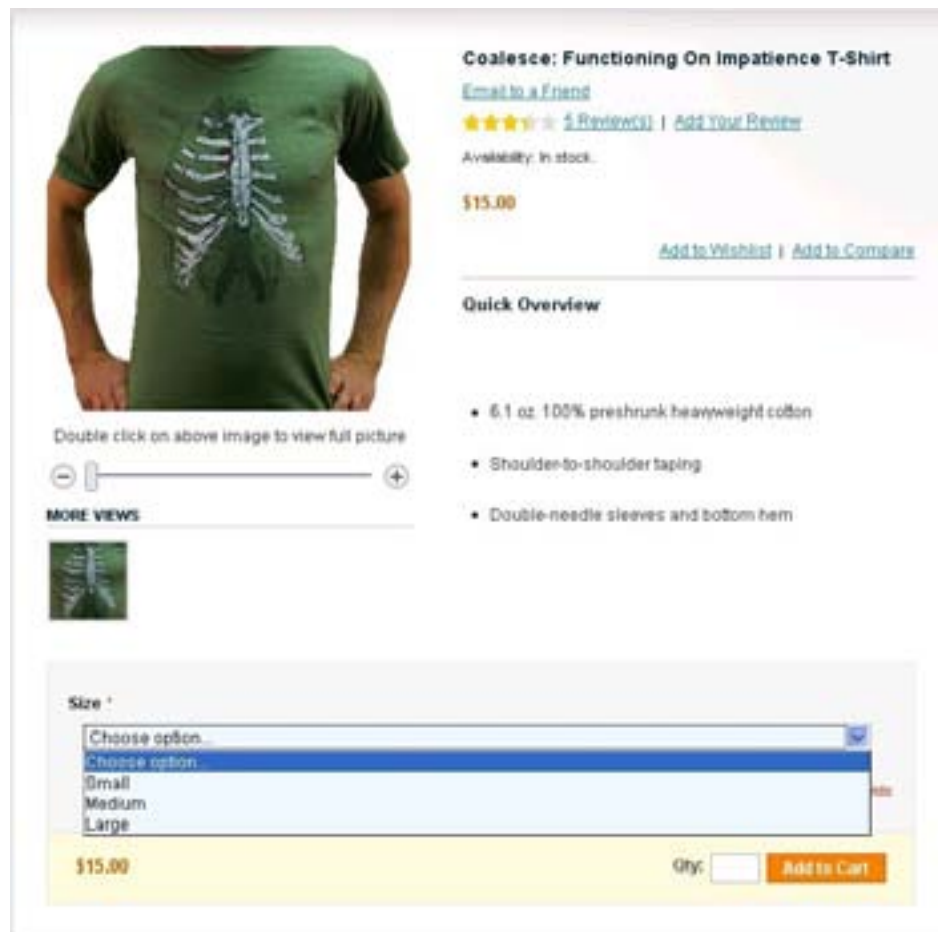 Coalesce: Functioning On Impatience T-Shirt
Email to a Friend
5 Review(s) | Add Your Review
Availability: In stock.
$15.00
Add to Wishlist | Add to Compare
Quick Overview
• 6.1 oz. 100% preshrunk heavyweight cotton
• Shoulder-to-shoulder taping
• Double-needle sleeves and bottom hem
Double click on above image to view full picture
MORE VIEWS
Size *
Choose option...
Choose option...
Small
Medium
Large
$15.00
Qty:
Add to Cart